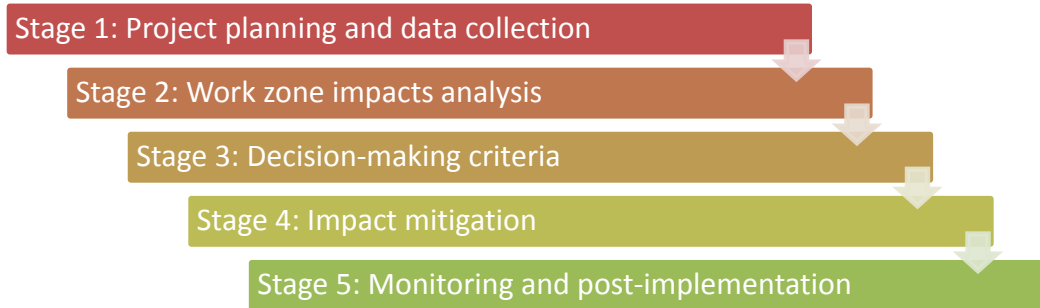 Stage 1: Project planning and data collection
Stage 2: Work zone impacts analysis
Stage 3: Decision-making criteria
Stage 4: Impact mitigation
Stage 5: Monitoring and post-implementation